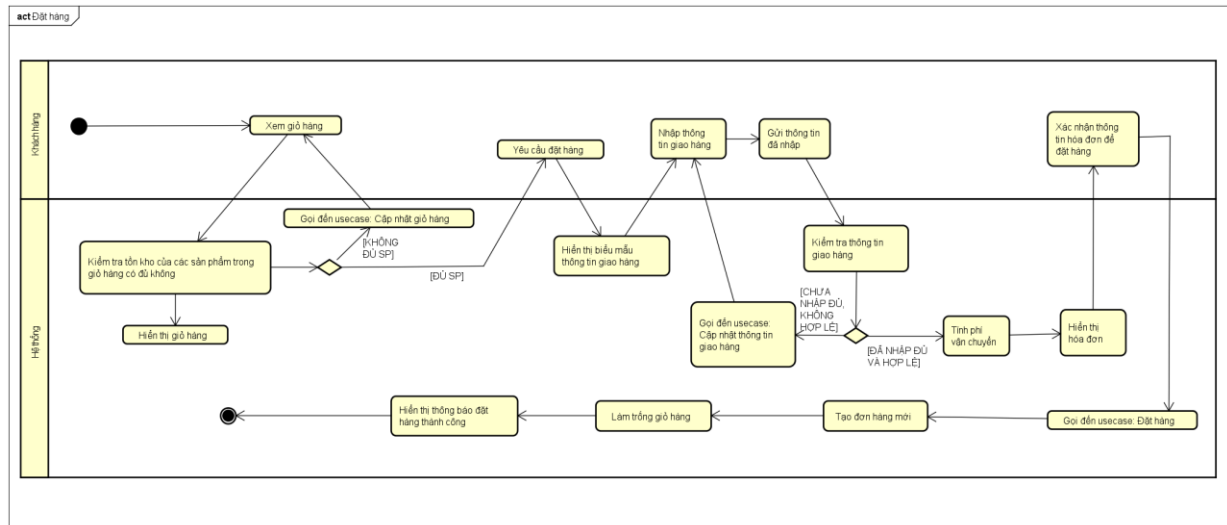 act Đặt hàng
Khách hàng
Xem giỏ hàng
Yêu cầu đặt hàng
Nhập thông
tin giao hàng
Gửi thông tin
đã nhập
Xác nhận thông
tin hóa đơn để
đặt hàng
Hệ thống
Gọi đến usecase: Cập nhật giỏ hàng
Kiểm tra tồn kho của các sản phẩm trong
giỏ hàng có đủ không
[KHÔNG
ĐỦ SP]
[ĐỦ SP]
Hiển thị giỏ hàng
Hiển thị biểu mẫu
thông tin giao hàng
Kiểm tra thông tin
giao hàng
[CHƯA
NHẬP ĐỦ,
KHÔNG
HỢP LỆ]
Gọi đến usecase:
Cập nhật thông tin
giao hàng
[ĐÃ NHẬP ĐỦ
VÀ HỢP LỆ]
Tính phí
vận chuyển
Hiển thị
hóa đơn
Hiển thị thông báo đặt
hàng thành công
Làm trống giỏ hàng
Tạo đơn hàng mới
Gọi đến usecase: Đặt hàng